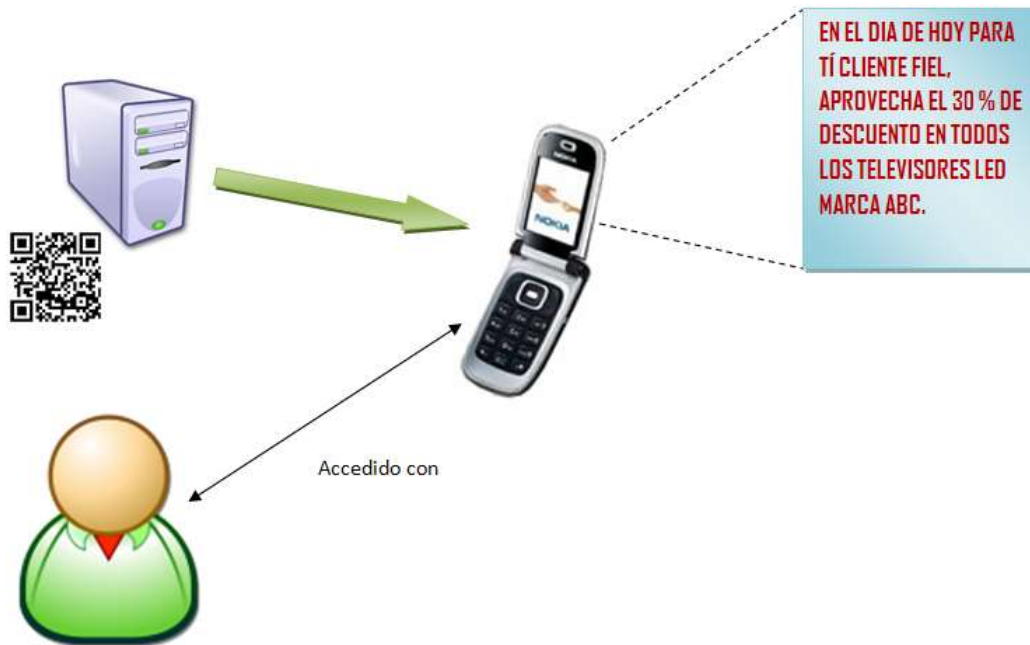 EN EL DIA DE HOY PARA
TÍ CLIENTE FIEL,
APROVECHA EL 30 % DE
DESCUENTO EN TODOS
LOS TELEVISORES LED
MARCA ABC.
NOKIA
NOKIA
Accedido con